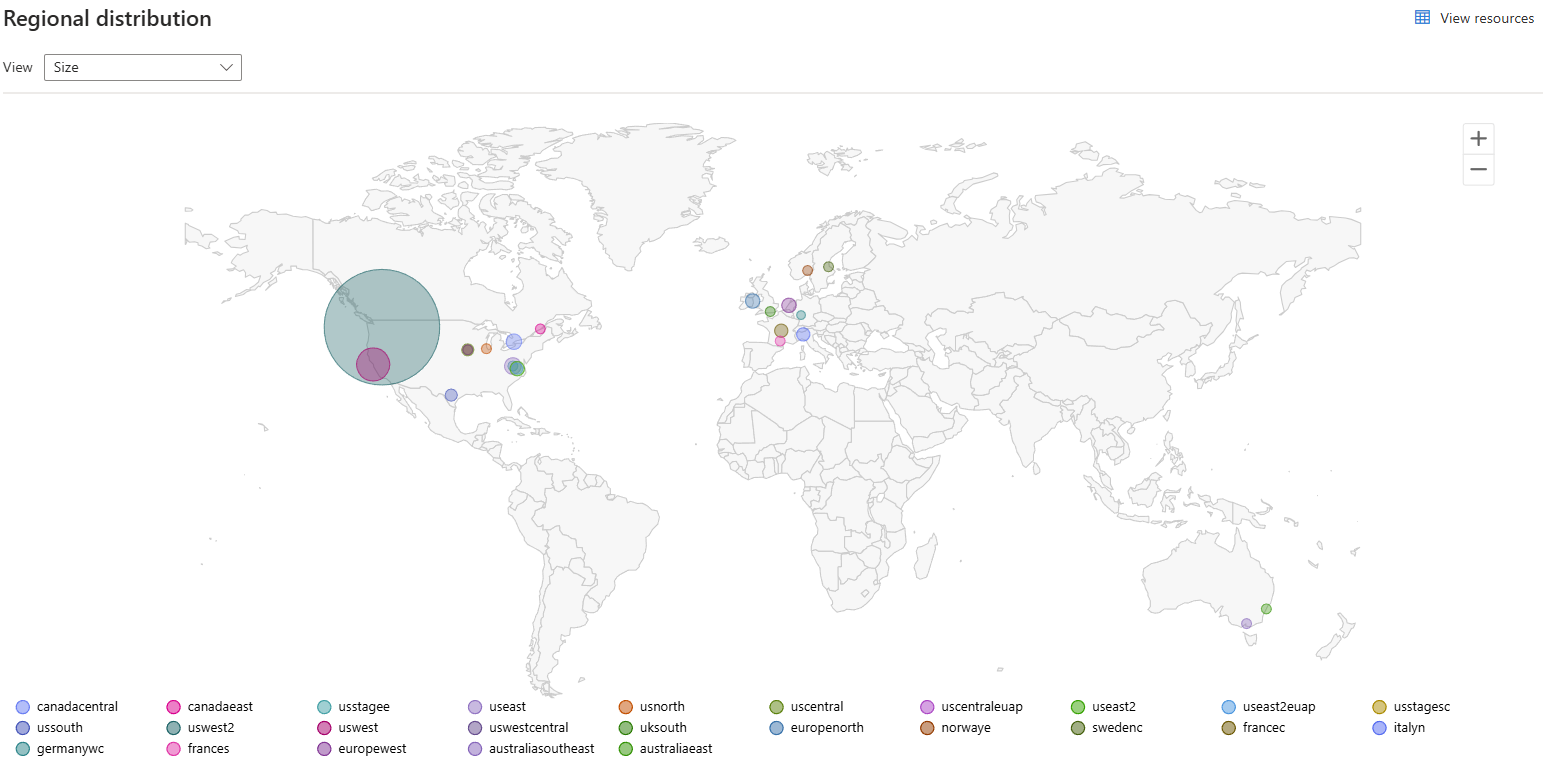 Regional distribution
View resources
View
Size
canadacentral
canadaeast
usstagee
useast
usnorth
uscentral
uscentraleuap
useast2
useast2euap
usstagesc
ussouth
uswest2
uswest
uswestcentral
uksouth
europenorth
norwaye
swedenc
francec
italyn
germanywc
frances
europewest
australiasoutheast
australiaeast